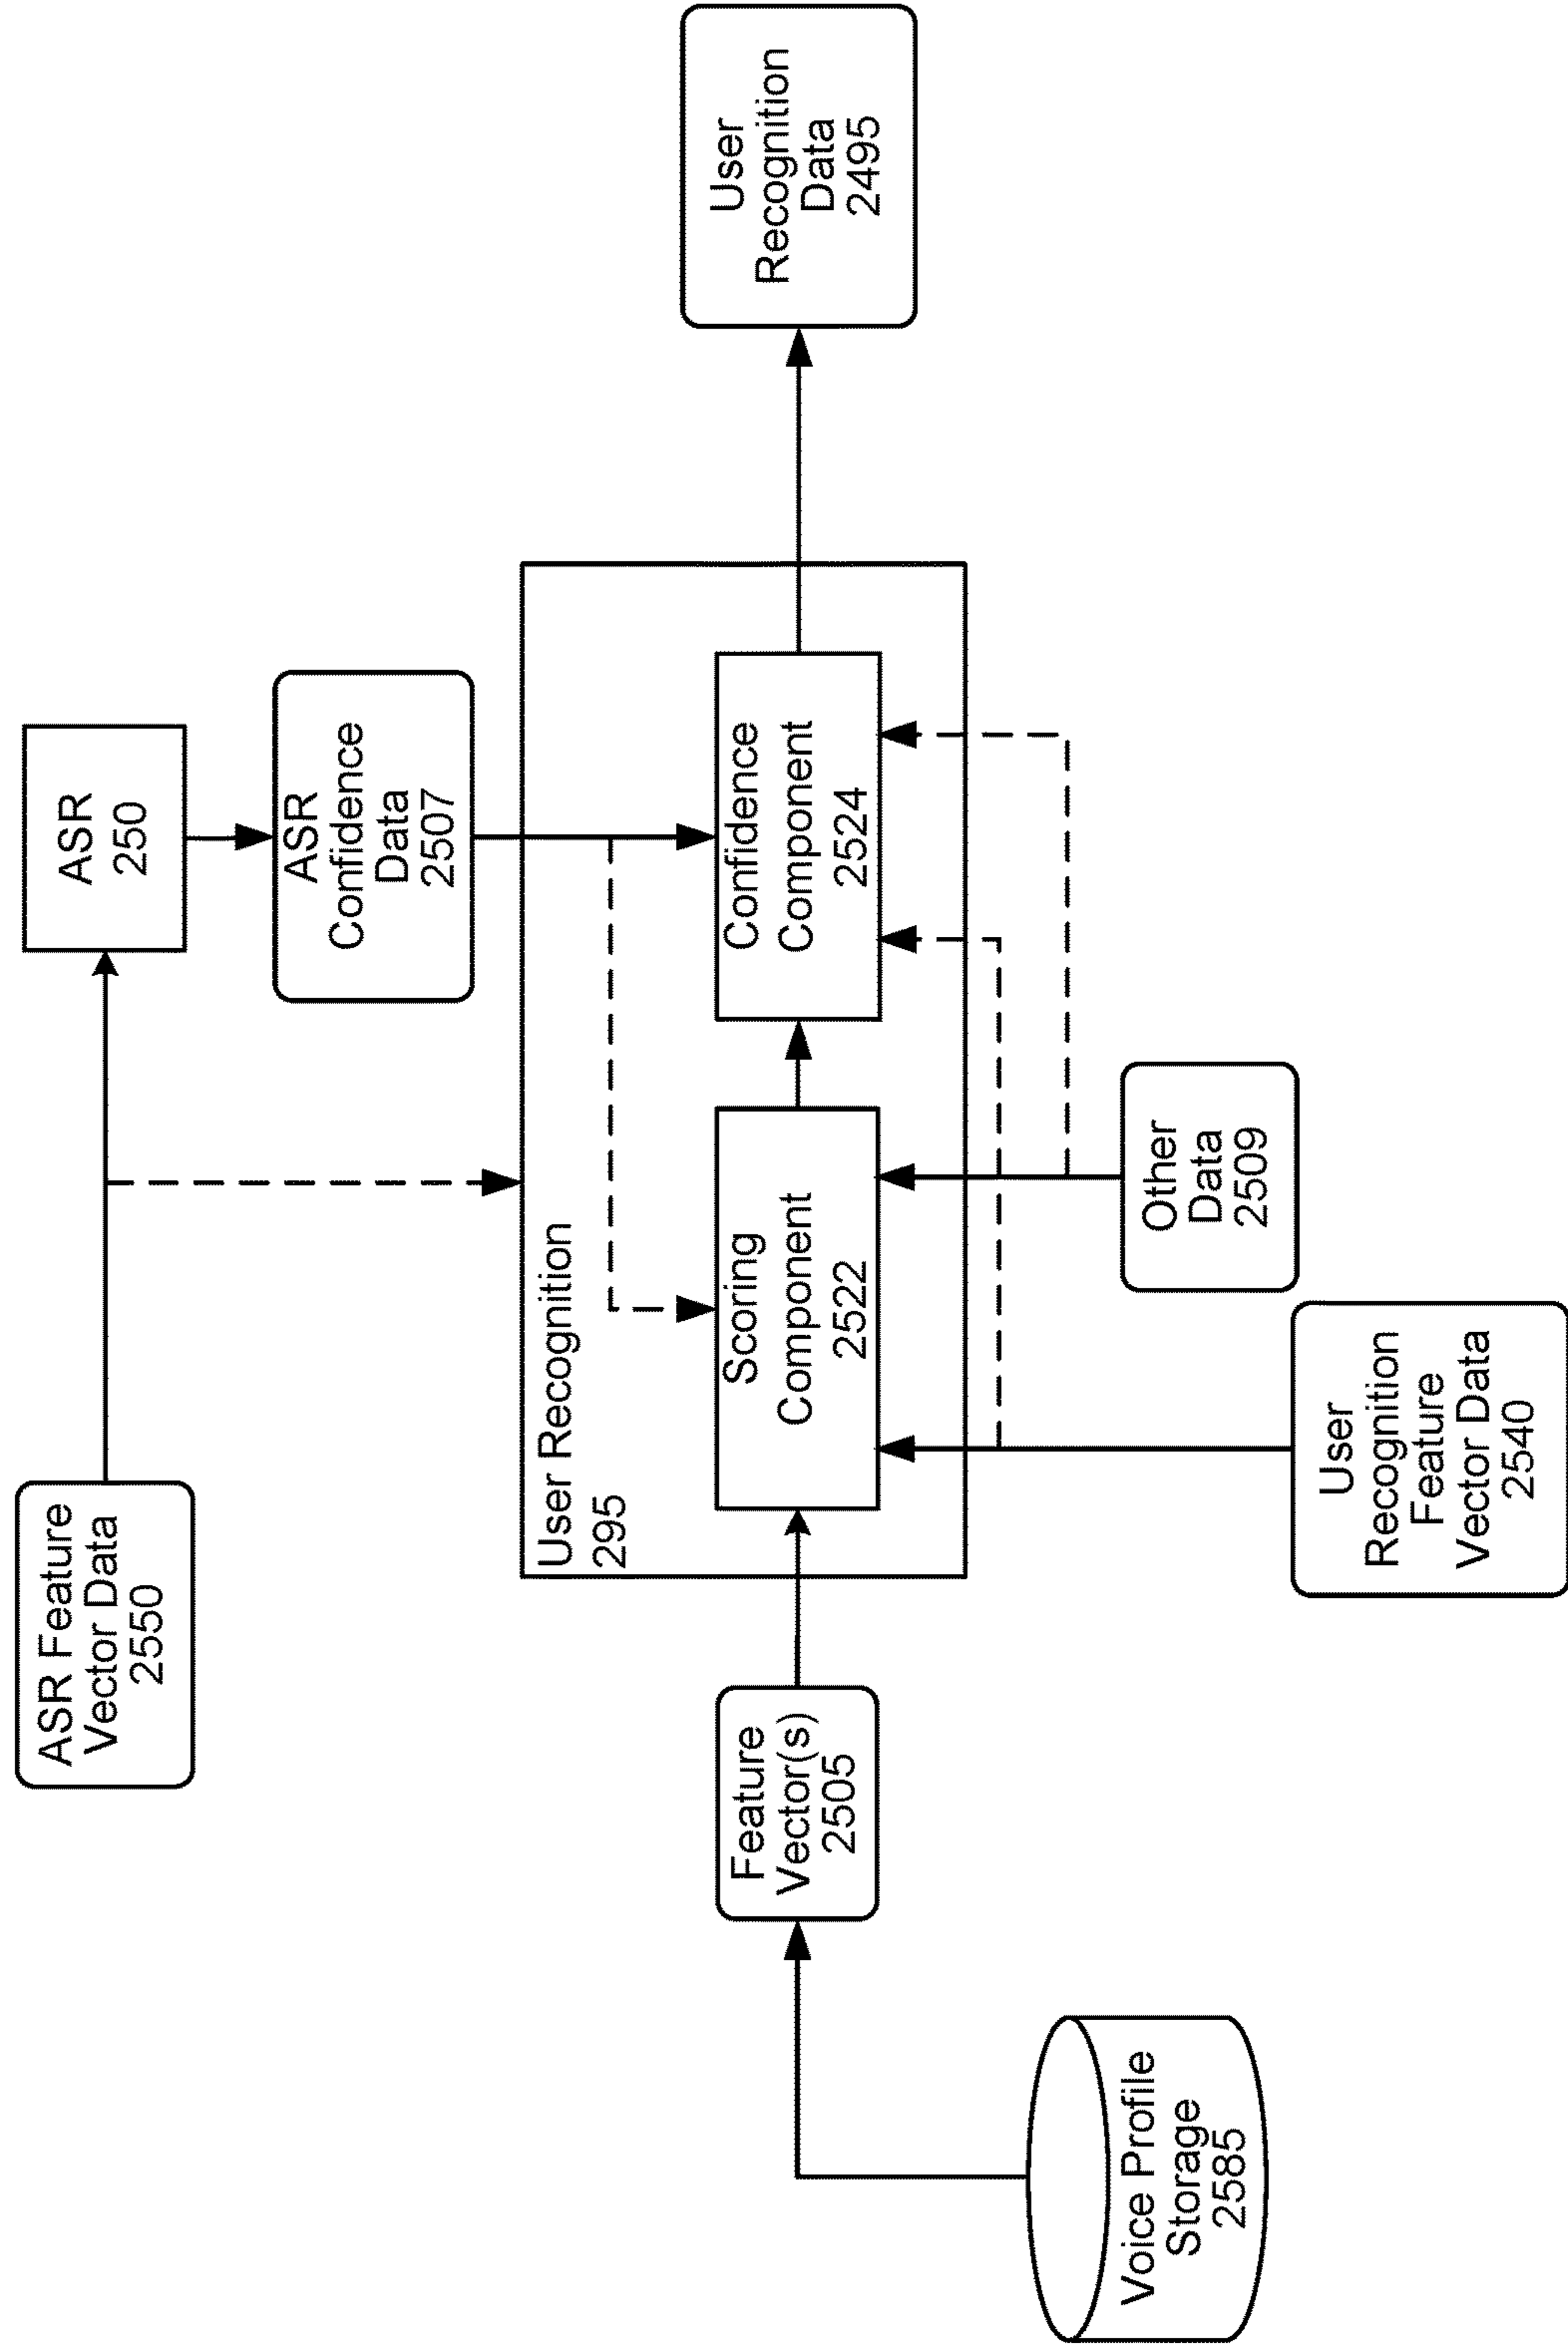 ASR Feature
Vector Data
2550
ASR
250
ASR
Confidence
Data
2507
User Recognition
295
Voice Profile
Storage
2585
Feature
Vector(s)
2505
Scoring
Component
2522
Confidence
Component
2524
User
Recognition
Data
2495
User
Recognition
Feature
Vector Data
2540
Other
Data
2509